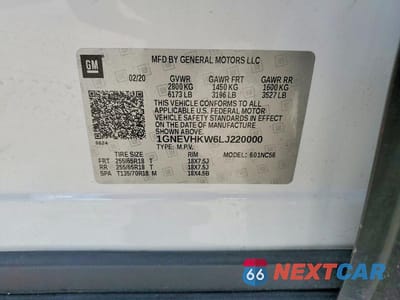 GM
MFD BY GENERAL MOTORS LLC
02/20 GVWR GAWR FRT GAWR RR
2800 KG 1450 KG 1600 KG
6173 LB 3196 LB 3527 LB
THIS VEHICLE CONFORMS TO ALL
APPLICABLE U.S. FEDERAL MOTOR
VEHICLE SAFETY STANDARDS IN EFFECT
ON THE DATE OF MANUFACTURE
SHOWN ABOVE.
1GNEVHKW6LJ220000
TYPE: M.P.V. MODEL: 601NC56
TIRE SIZE RIM
FRT 255/65R18 T 18X7.5J
RR 255/65R18 T 18X7.5J
SPA T135/70R18 M 18X4.5B
66 NEXTCAR